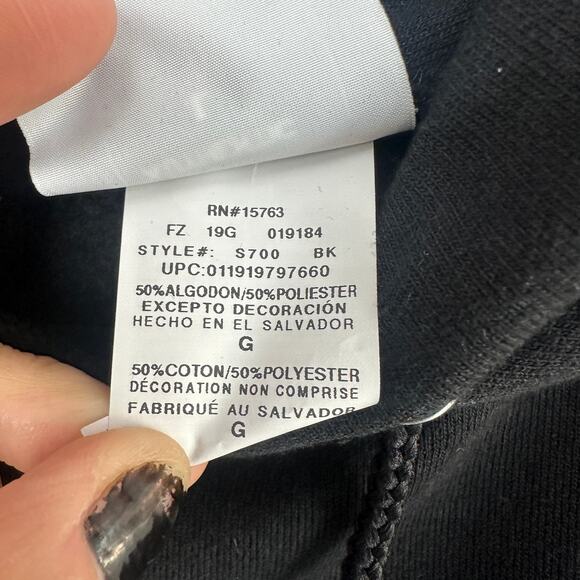 RN#15763
FZ 19G 019184
STYLE#: S700 BK
UPC:011919797660
50%ALGODON/50%POLIESTER
EXCEPTO DECORACIÓN
HECHO EN EL SALVADOR
G
50%COTON/50%POLYESTER
DÉCORATION NON COMPRISE
FABRIQUÉ AU SALVADOR
G